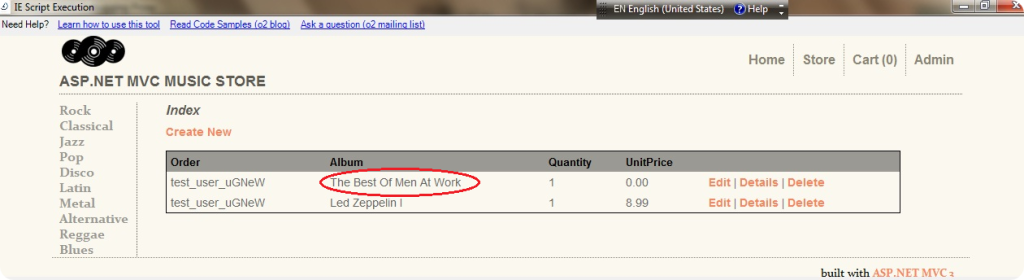 IE Script Execution
EN English (United States) ? Help
Need Help? Learn how to use this tool Read Code Samples (o2 blog) Ask a question (o2 mailing list)
Home Store Cart (0) Admin
ASP.NET MVC MUSIC STORE
Rock
Classical
Jazz
Pop
Disco
Latin
Metal
Alternative
Reggae
Blues
Index
Create New
Order Album Quantity UnitPrice
test_user_uGNeW The Best Of Men At Work 1 0.00 Edit | Details | Delete
test_user_uGNeW Led Zeppelin I 1 8.99 Edit | Details | Delete
built with ASP.NET MVC 2